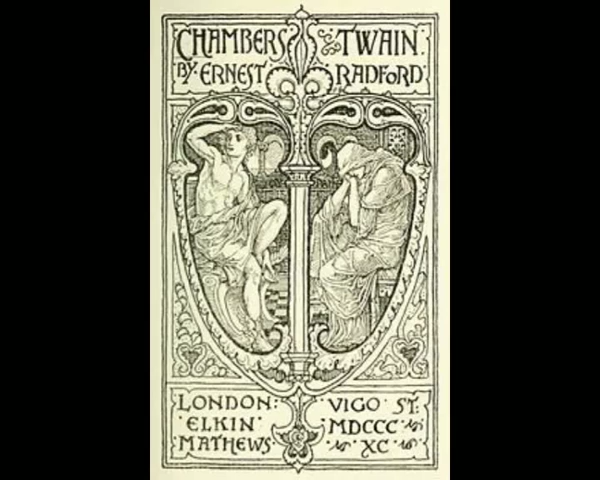 CHAMBERS TWAIN.
BY·ERNEST RADFORD
LONDON: VIGO·ST:
·ELKIN· ·MDCCC·
MATHEWS· ·XC·